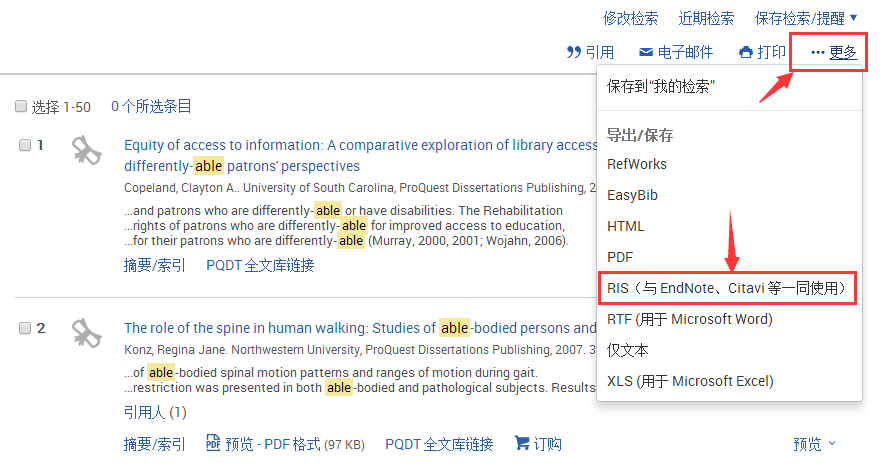 修改检索 近期检索 保存检索/提醒
引用 电子邮件 打印 ••• 更多
保存到“我的检索”
导出/保存
RefWorks
EasyBib
HTML
PDF
RIS（与 EndNote、Citavi 等一同使用）
RTF (用于 Microsoft Word)
仅文本
XLS (用于 Microsoft Excel)
选择 1-50 0 个所选条目
1
Equity of access to information: A comparative exploration of library access
differently-able patrons’ perspectives
Copeland, Clayton A.. University of South Carolina, ProQuest Dissertations Publishing, 2
...and patrons who are differently-able or have disabilities. The Rehabilitation
...rights of patrons who are differently-able for improved access to education,
...for their patrons who are differently-able (Murray, 2000, 2001; Wojahn, 2006).
摘要/索引 PQDT 全文库链接
2
The role of the spine in human walking: Studies of able-bodied persons and
Konz, Regina Jane. Northwestern University, ProQuest Dissertations Publishing, 2007. 3
...of able-bodied spinal motion patterns and ranges of motion during gait.
...restriction was presented in both able-bodied and pathological subjects. Results
引用人 (1)
摘要/索引 PDF 预览 - PDF 格式 (97 KB) PQDT 全文库链接 订购 预览